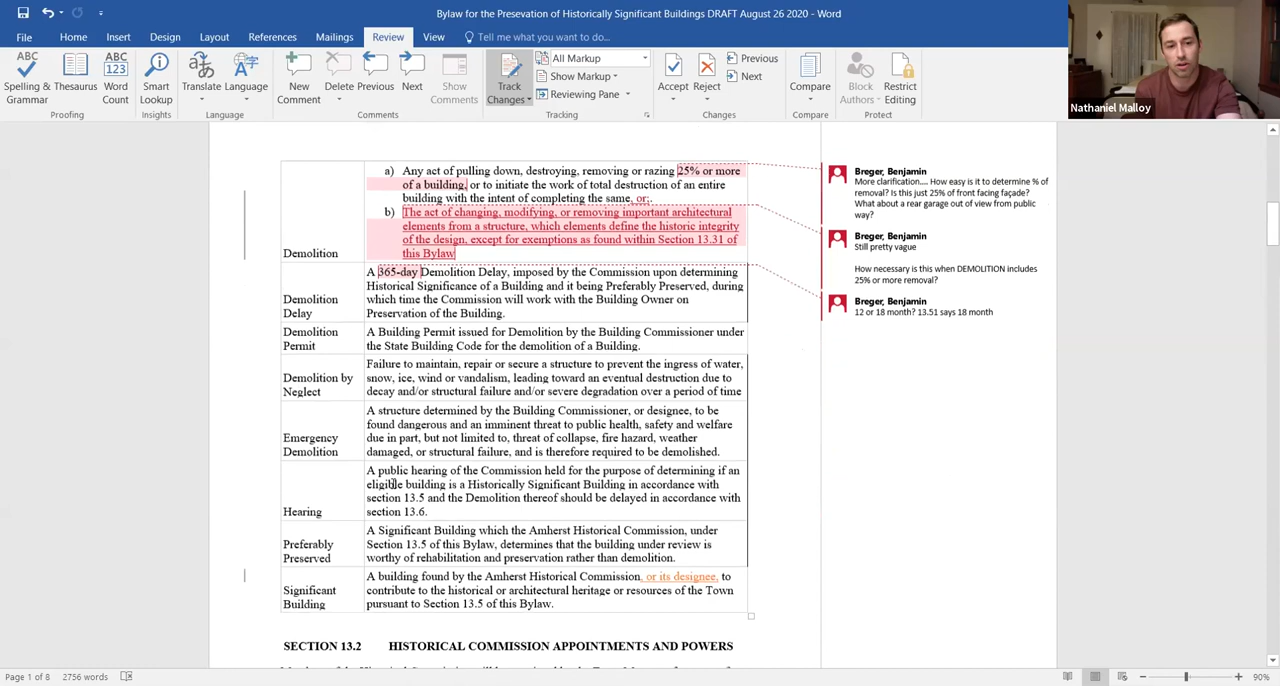 Bylaw for the Presevation of Historically Significant Buildings DRAFT August 26 2020 - Word
File Home Insert Design Layout References Mailings Review View Tell me what you want to do...
Spelling & Grammar
Thesaurus
Word Count
Proofing
Smart Lookup
Insights
Translate
Language
Language
New Comment
Delete
Previous
Next
Show Comments
Comments
Track Changes
All Markup
Show Markup
Reviewing Pane
Tracking
Accept
Reject
Previous
Next
Changes
Compare
Compare
Block Authors
Restrict Editing
Protect
Nathaniel Malloy
Demolition
a) Any act of pulling down, destroying, removing or razing 25% or more
of a building, or to initiate the work of total destruction of an entire
building with the intent of completing the same, or;.
b) The act of changing, modifying, or removing important architectural
elements from a structure, which elements define the historic integrity
of the design, except for exemptions as found within Section 13.31 of
this Bylaw
Demolition
Delay
A 365-day Demolition Delay, imposed by the Commission upon determining
Historical Significance of a Building and it being Preferably Preserved, during
which time the Commission will work with the Building Owner on
Preservation of the Building.
Demolition
Permit
A Building Permit issued for Demolition by the Building Commissioner under
the State Building Code for the demolition of a Building.
Demolition by
Neglect
Failure to maintain, repair or secure a structure to prevent the ingress of water,
snow, ice, wind or vandalism, leading toward an eventual destruction due to
decay and/or structural failure and/or severe degradation over a period of time
Emergency
Demolition
A structure determined by the Building Commissioner, or designee, to be
found dangerous and an imminent threat to public health, safety and welfare
due in part, but not limited to, threat of collapse, fire hazard, weather
damaged, or structural failure, and is therefore required to be demolished.
Hearing
A public hearing of the Commission held for the purpose of determining if an
eligible building is a Historically Significant Building in accordance with
section 13.5 and the Demolition thereof should be delayed in accordance with
section 13.6.
Preferably
Preserved
A Significant Building which the Amherst Historical Commission, under
Section 13.5 of this Bylaw, determines that the building under review is
worthy of rehabilitation and preservation rather than demolition.
Significant
Building
A building found by the Amherst Historical Commission, or its designee, to
contribute to the historical or architectural heritage or resources of the Town
pursuant to Section 13.5 of this Bylaw.
SECTION 13.2 HISTORICAL COMMISSION APPOINTMENTS AND POWERS
Breger, Benjamin
More clarification.... How easy is it to determine % of
removal? Is this just 25% of front facing façade?
What about a rear garage out of view from public
way?
Breger, Benjamin
Still pretty vague
How necessary is this when DEMOLITION includes
25% or more removal?
Breger, Benjamin
12 or 18 month? 13.51 says 18 month
Page 1 of 8 2756 words
90%